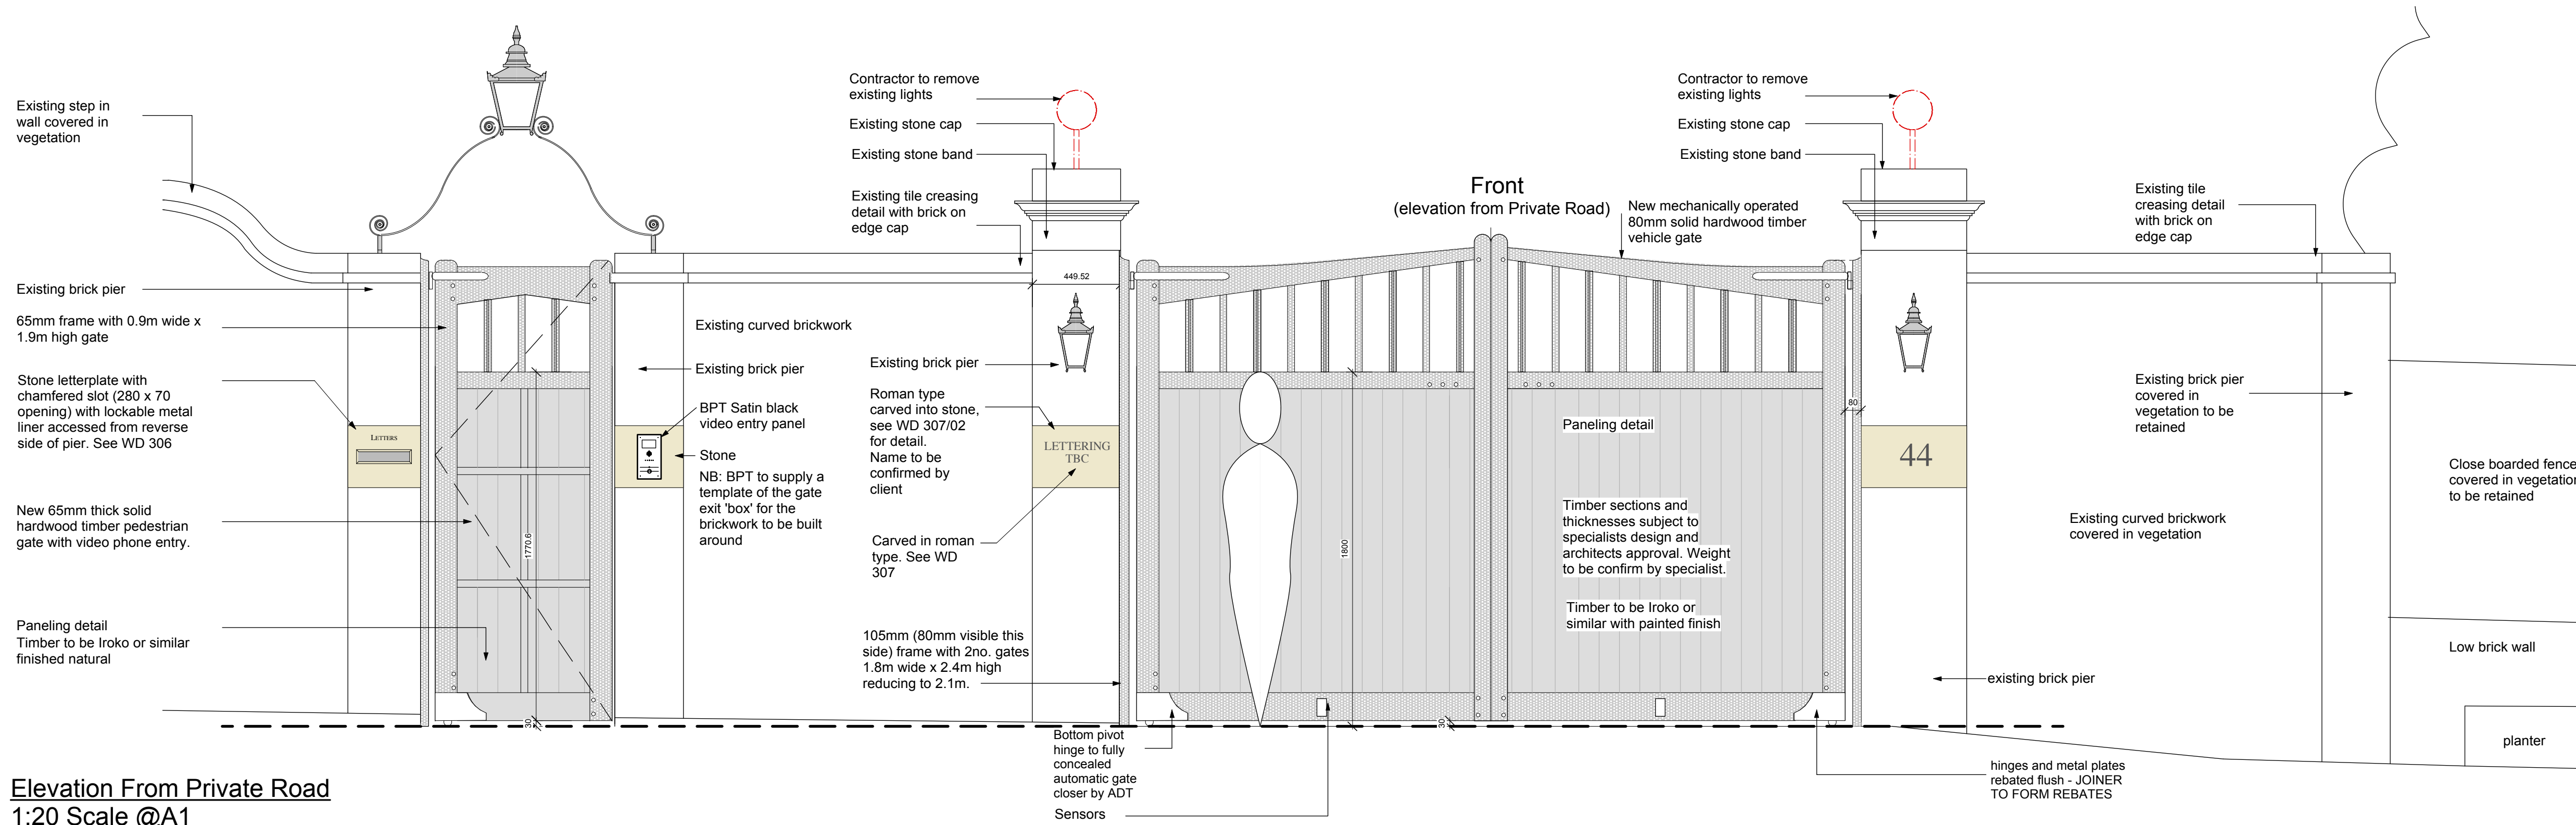 Existing step in
wall covered in
vegetation
Existing brick pier
65mm frame with 0.9m wide x
1.9m high gate
Stone letterplate with
chamfered slot (280 x 70
opening) with lockable metal
liner accessed from reverse
side of pier. See WD 306
New 65mm thick solid
hardwood timber pedestrian
gate with video phone entry.
Paneling detail
Timber to be Iroko or similar
finished natural
LETTERS
1770.6
30
Existing curved brickwork
Existing brick pier
BPT Satin black
video entry panel
Stone
NB: BPT to supply a
template of the gate
exit 'box' for the
brickwork to be built
around
Contractor to remove
existing lights
Existing stone cap
Existing stone band
Existing tile creasing
detail with brick on
edge cap
449.52
Existing brick pier
Roman type
carved into stone,
see WD 307/02
for detail.
Name to be
confirmed by
client
LETTERING
TBC
Carved in roman
type. See WD
307
105mm (80mm visible this
side) frame with 2no. gates
1.8m wide x 2.4m high
reducing to 2.1m.
Bottom pivot
hinge to fully
concealed
automatic gate
closer by ADT
Sensors
1800
30
Front
(elevation from Private Road)
New mechanically operated
80mm solid hardwood timber
vehicle gate
Paneling detail
Timber sections and
thicknesses subject to
specialists design and
architects approval. Weight
to be confirm by specialist.
Timber to be Iroko or
similar with painted finish
Contractor to remove
existing lights
Existing stone cap
Existing stone band
80
44
existing brick pier
hinges and metal plates
rebated flush - JOINER
TO FORM REBATES
Existing tile
creasing detail
with brick on
edge cap
Existing brick pier
covered in
vegetation to be
retained
Existing curved brickwork
covered in vegetation
Close boarded fence
covered in vegetation
to be retained
Low brick wall
planter
Elevation From Private Road
1:20 Scale @A1